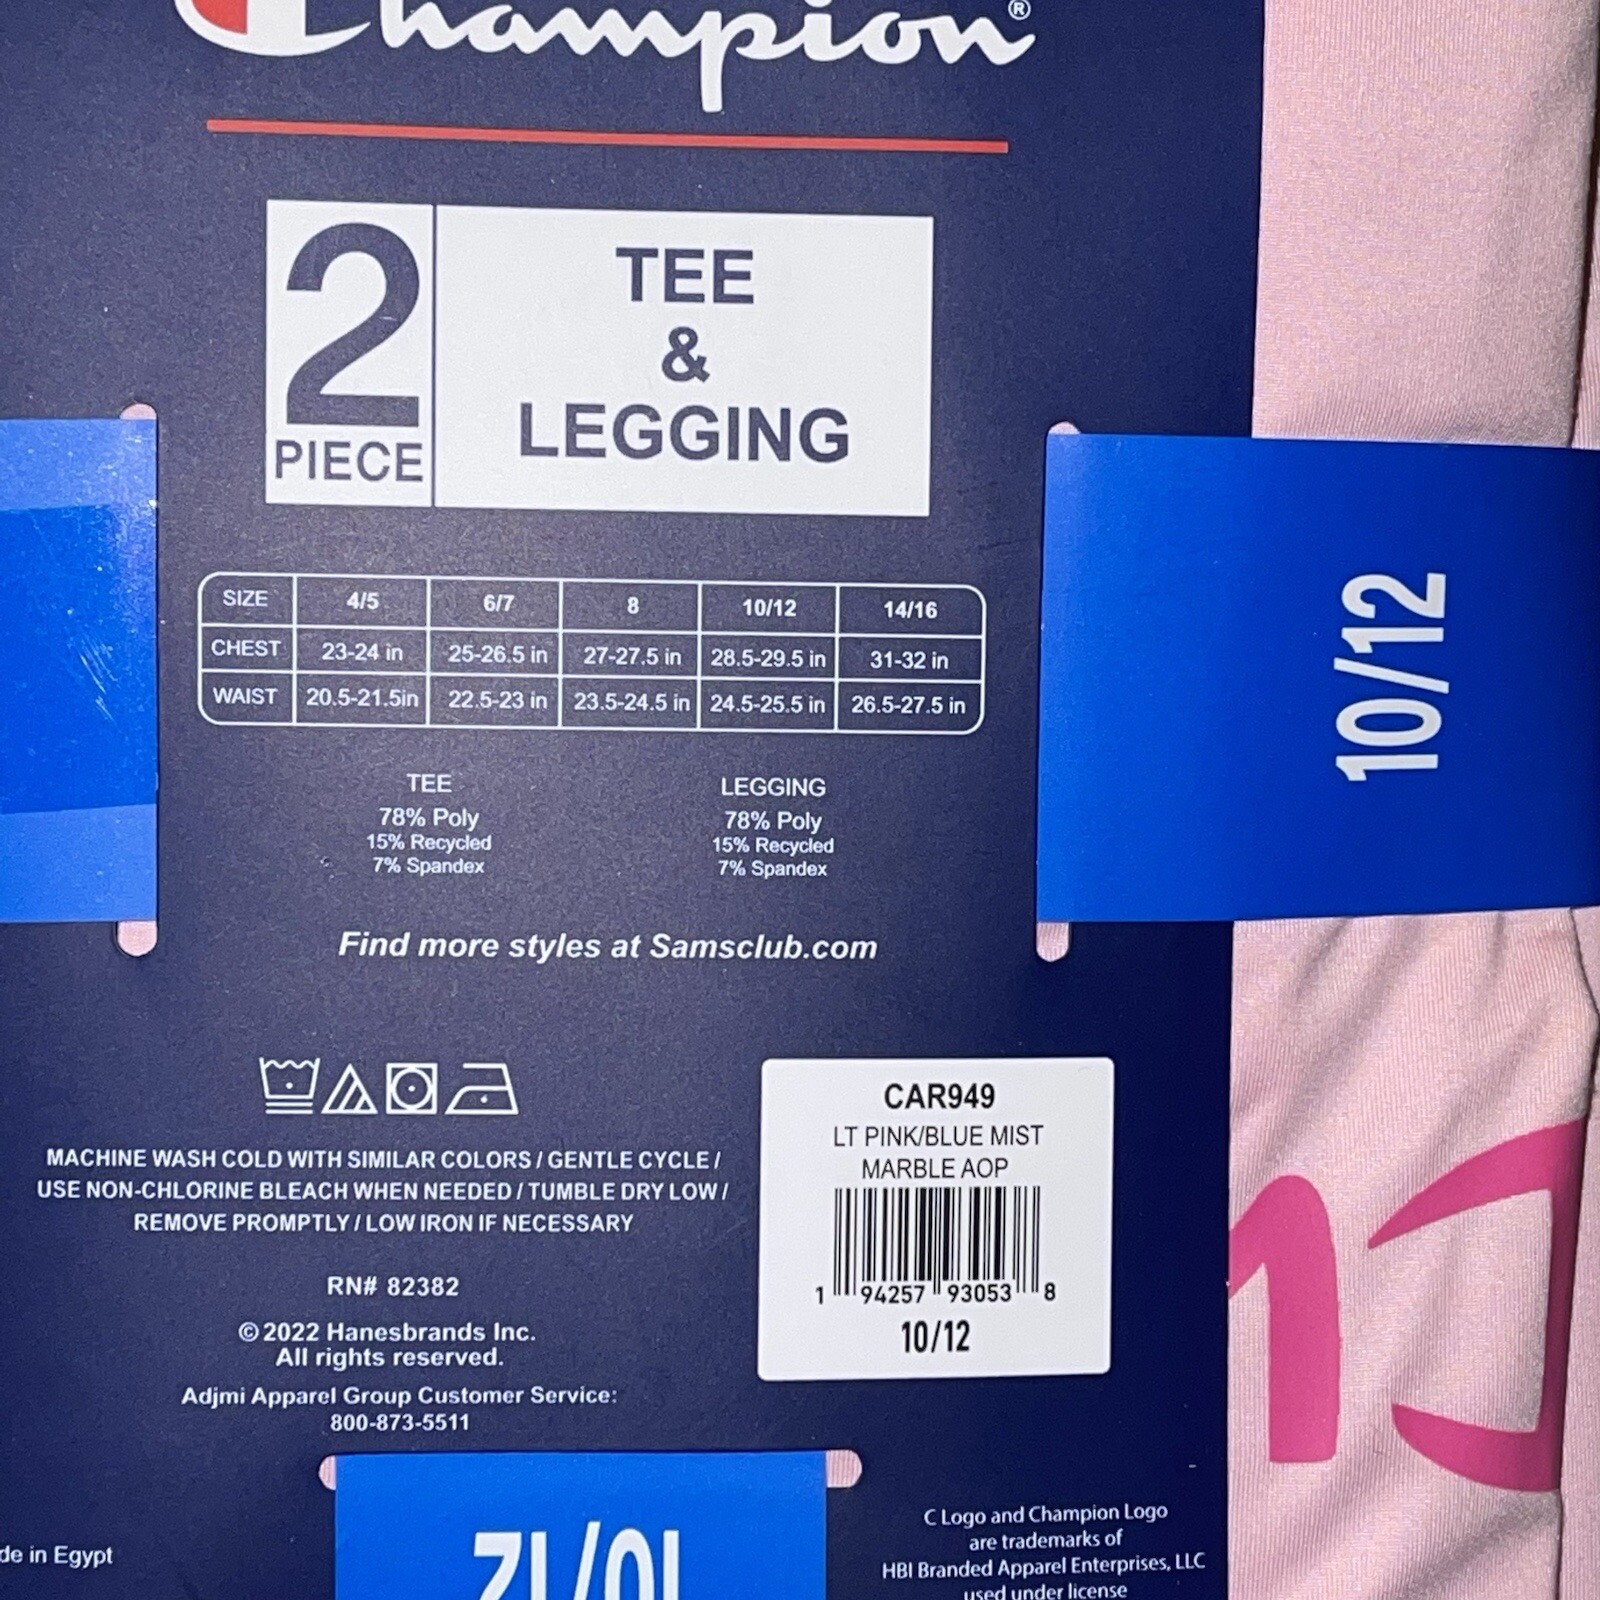 Champion®
2
PIECE
TEE
&
LEGGING
SIZE 4/5 6/7 8 10/12 14/16
CHEST 23-24 in 25-26.5 in 27-27.5 in 28.5-29.5 in 31-32 in
WAIST 20.5-21.5in 22.5-23 in 23.5-24.5 in 24.5-25.5 in 26.5-27.5 in
TEE
78% Poly
15% Recycled
7% Spandex
LEGGING
78% Poly
15% Recycled
7% Spandex
10/12
Find more styles at Samsclub.com
MACHINE WASH COLD WITH SIMILAR COLORS / GENTLE CYCLE /
USE NON-CHLORINE BLEACH WHEN NEEDED / TUMBLE DRY LOW /
REMOVE PROMPTLY / LOW IRON IF NECESSARY
RN# 82382
© 2022 Hanesbrands Inc.
All rights reserved.
Adjmi Apparel Group Customer Service:
800-873-5511
CAR949
LT PINK/BLUE MIST
MARBLE AOP
1 94257 93053 8
10/12
de in Egypt
10/12
C Logo and Champion Logo
are trademarks of
HBI Branded Apparel Enterprises, LLC
used under license